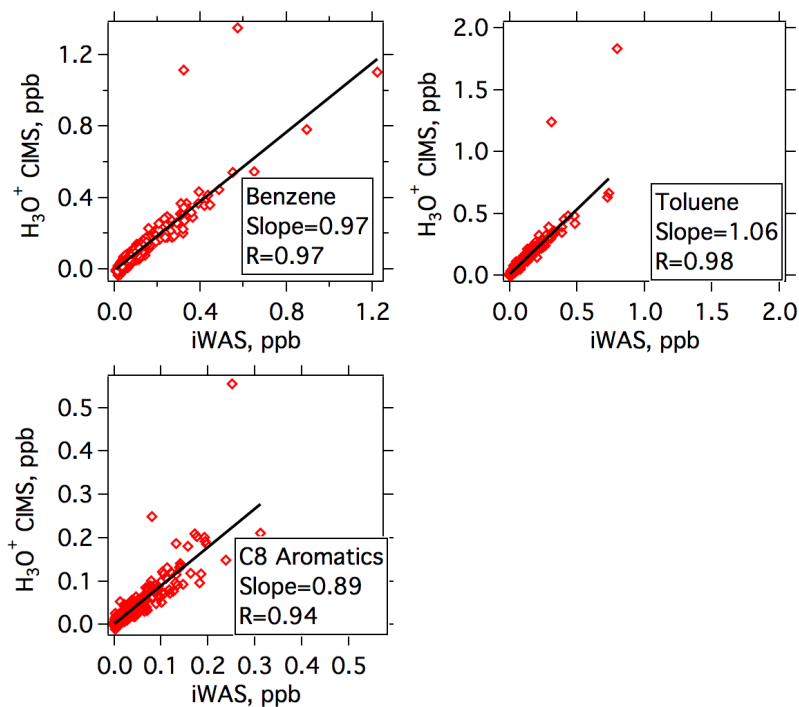 1.2
0.8
0.4
0.0
H₃O⁺ CIMS, ppb
Benzene
Slope=0.97
R=0.97
0.0 0.4 0.8 1.2
iWAS, ppb
2.0
1.5
1.0
0.5
0.0
H₃O⁺ CIMS, ppb
Toluene
Slope=1.06
R=0.98
0.0 0.5 1.0 1.5 2.0
iWAS, ppb
0.5
0.4
0.3
0.2
0.1
0.0
H₃O⁺ CIMS, ppb
C8 Aromatics
Slope=0.89
R=0.94
0.0 0.1 0.2 0.3 0.4 0.5
iWAS, ppb